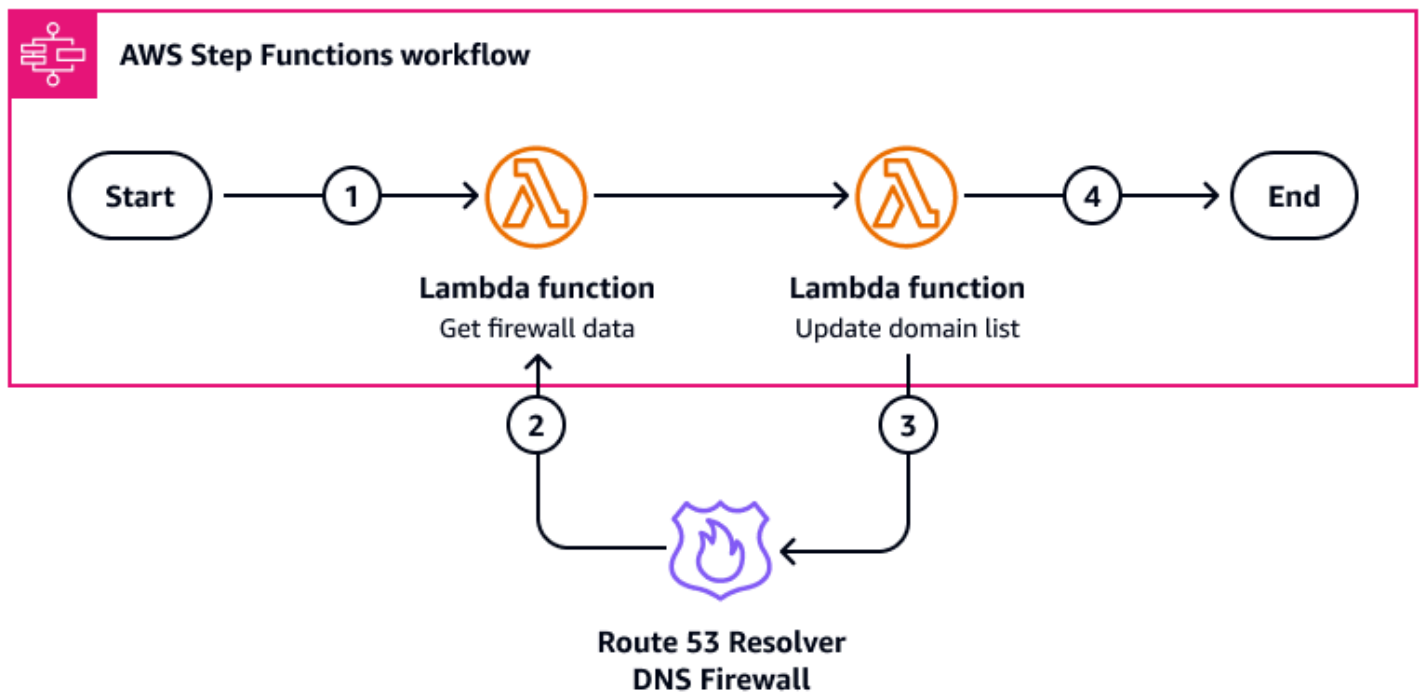 AWS Step Functions workflow
Start
1
4
End
Lambda function
Get firewall data
Lambda function
Update domain list
2
3
Route 53 Resolver
DNS Firewall